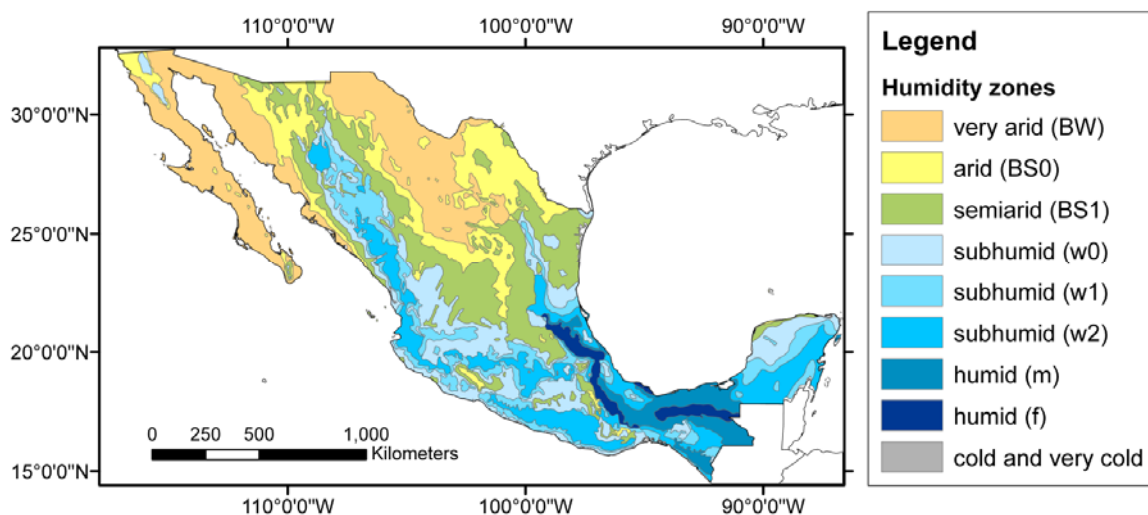 110°0'0"W 100°0'0"W 90°0'0"W
30°0'0"N
25°0'0"N
20°0'0"N
15°0'0"N
0 250 500 1,000
Kilometers
110°0'0"W 100°0'0"W 90°0'0"W
Legend
Humidity zones
very arid (BW)
arid (BS0)
semiarid (BS1)
subhumid (w0)
subhumid (w1)
subhumid (w2)
humid (m)
humid (f)
cold and very cold